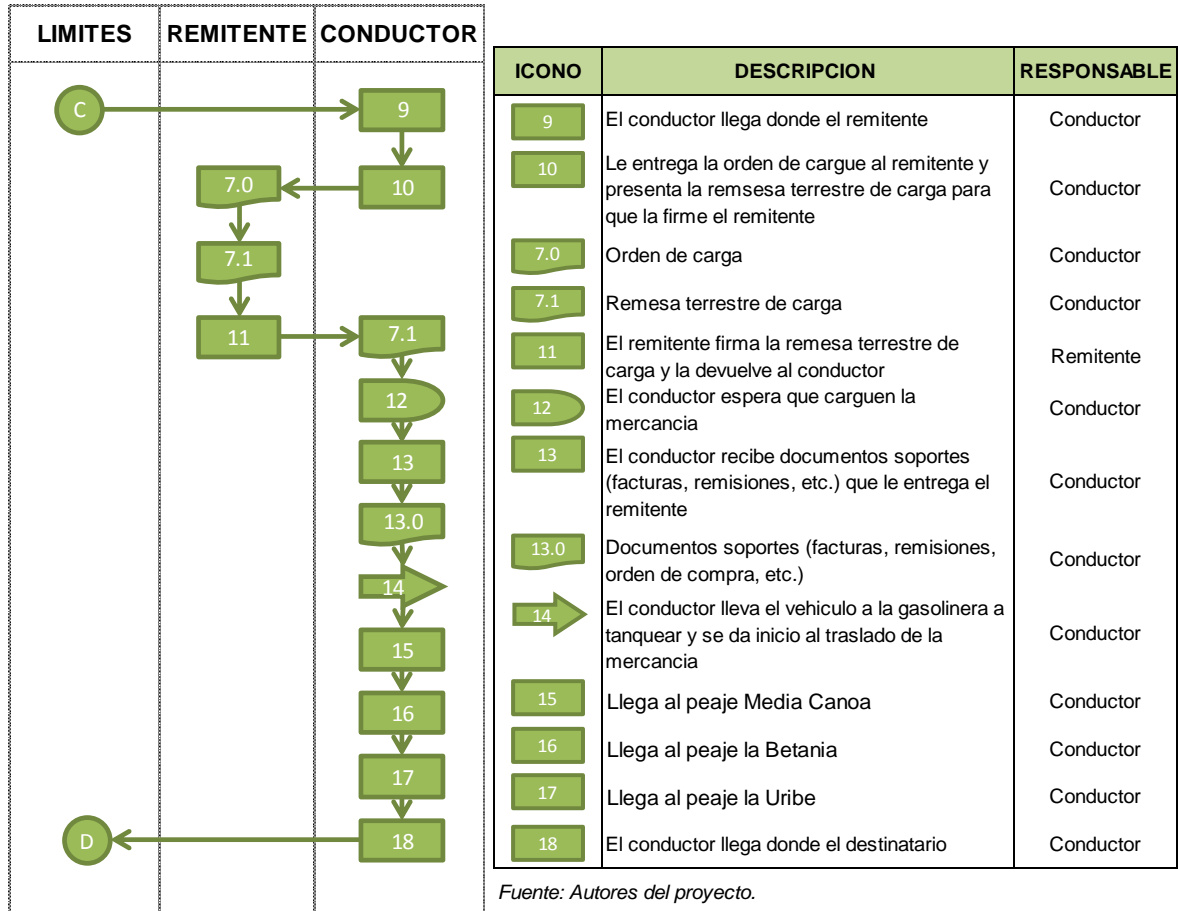 LIMITES REMITENTE CONDUCTOR
C 9
7.0 10
7.1
11 7.1
12
13
13.0
14
15
16
17
D 18
ICONO DESCRIPCION RESPONSABLE
9 El conductor llega donde el remitente Conductor
10 Le entrega la orden de cargue al remitente y
presenta la remsesa terrestre de carga para Conductor
que la firme el remitente
7.0 Orden de carga Conductor
7.1 Remesa terrestre de carga Conductor
11 El remitente firma la remesa terrestre de Remitente
carga y la devuelve al conductor
12 El conductor espera que carguen la Conductor
mercancia
13 El conductor recibe documentos soportes
(facturas, remisiones, etc.) que le entrega el Conductor
remitente
13.0 Documentos soportes (facturas, remisiones, Conductor
orden de compra, etc.)
14 El conductor lleva el vehiculo a la gasolinera a
tanquear y se da inicio al traslado de la Conductor
mercancia
15 Llega al peaje Media Canoa Conductor
16 Llega al peaje la Betania Conductor
17 Llega al peaje la Uribe Conductor
18 El conductor llega donde el destinatario Conductor
Fuente: Autores del proyecto.